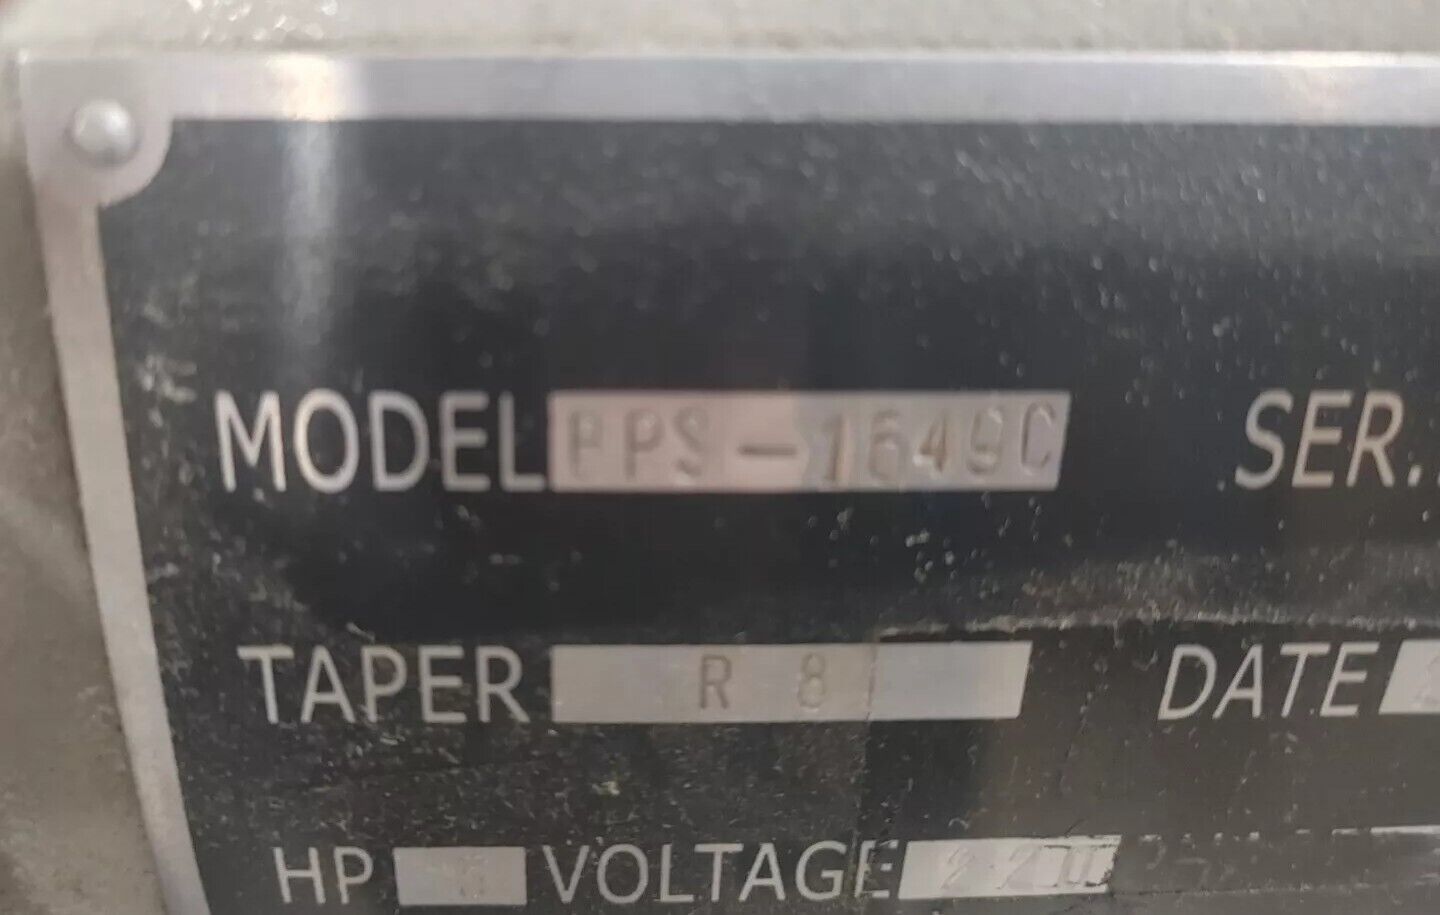 MODEL PPS-1649C SER.
TAPER R 8 DATE
HP VOLTAGE 220